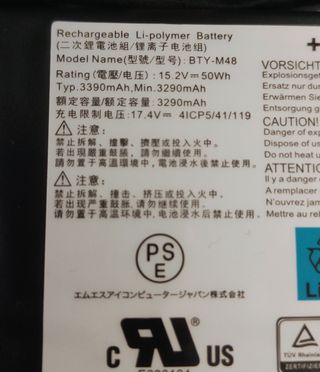 Rechargeable Li-polymer Battery
(二次鋰電池組/锂离子电池组)
Model Name(型號/型号): BTY-M48
Rating(電壓/电压): 15.2V⎓50Wh
Typ.3390mAh,Min.3290mAh
額定容量/额定容量: 3290mAh
充电限制电压:17.4V⎓ 4ICP5/41/119
注意:
禁止拆解、撞擊、擠壓或投入火中。
若出現嚴重鼓脹、請勿繼續使用。
請勿置于高溫環境中、電池浸水後禁止使用。
注意:
禁止拆解、撞击、挤压或投入火中。
若出现严重鼓胀、请勿继续使用。
请勿置于高温环境中、电池浸水后禁止使用。
PS
E
エムエスアイコンピュータージャパン株式会社
c RU US
+
VORSICHT
Explosionsgef
Ersatz nur du
Erwärmen Sie
Entsorgung
CAUTION!
Danger of exp
Dispose of us
Do not heat
ATTENTIO
Il y a danger
A remplacer
N'ouvrez jam
Mettre au re
Li
TÜVRheinla
ZERTIFIZIER